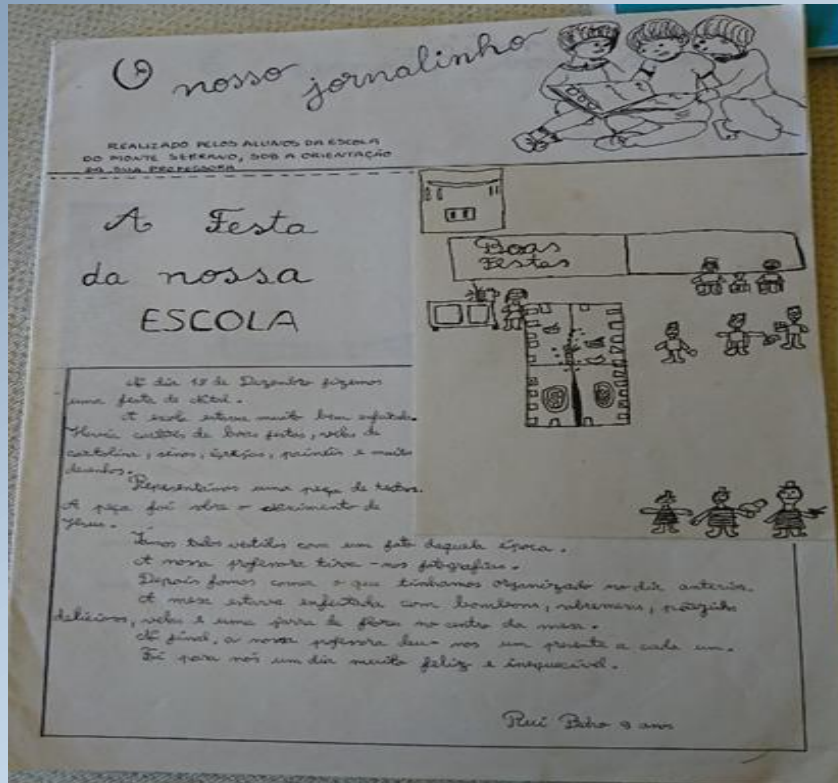 O nosso jornalinho
REALIZADO PELOS ALUNOS DA ESCOLA
DO MONTE SERRANO, SOB A ORIENTAÇÃO
DA SUA PROFESSORA
A Festa
da nossa
ESCOLA
Boas
Festas
No dia 18 de Dezembro fizemos
uma festa de Natal.
A escola estava muito bem enfeitada.
Havia cartões de boas festas, velas de
cartolina, sinos, igrejas, painéis e muitos
desenhos.
Representámos uma peça de teatro.
A peça foi sobre o nascimento de
Jesus.
Íamos todos vestidos com um fato daquela época.
A nossa professora tirou-nos fotografias.
Depois fomos comer o que tínhamos organizado no dia anterior.
A mesa estava enfeitada com bombons, sobremesas,
deliciosos, velas e uma jarra de flores no centro da mesa.
No final, a nossa professora deu-nos um presente a cada um.
Foi para nós um dia muito feliz e
Rui Pedro 9 anos